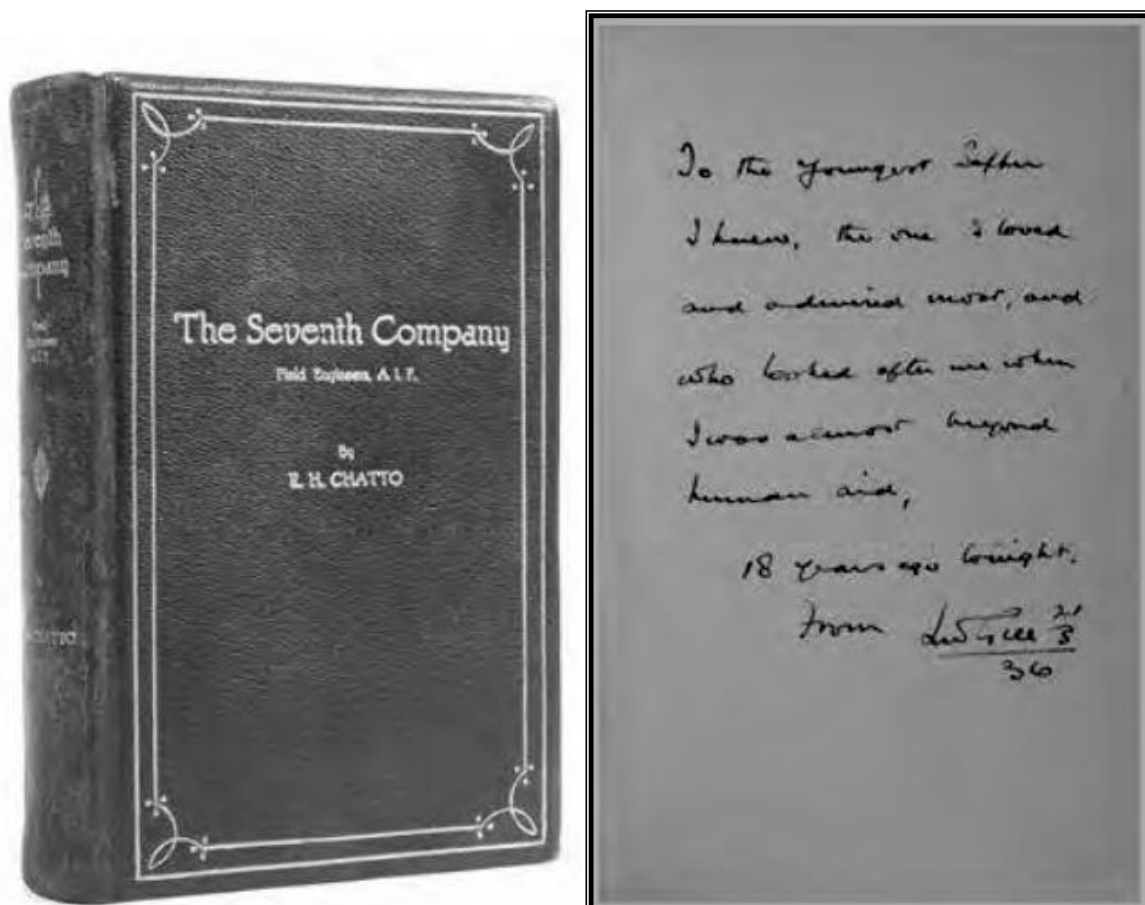 The
Seventh
Company
CHATTO
The Seventh Company
Field Engineers, A. I. F.
By
E. H. CHATTO
To the youngest Sapper
I knew, the one I loved
and admired most, and
who looked after me when
I was almost beyond
human aid,
18 years ago tonight.
From 21
3
36